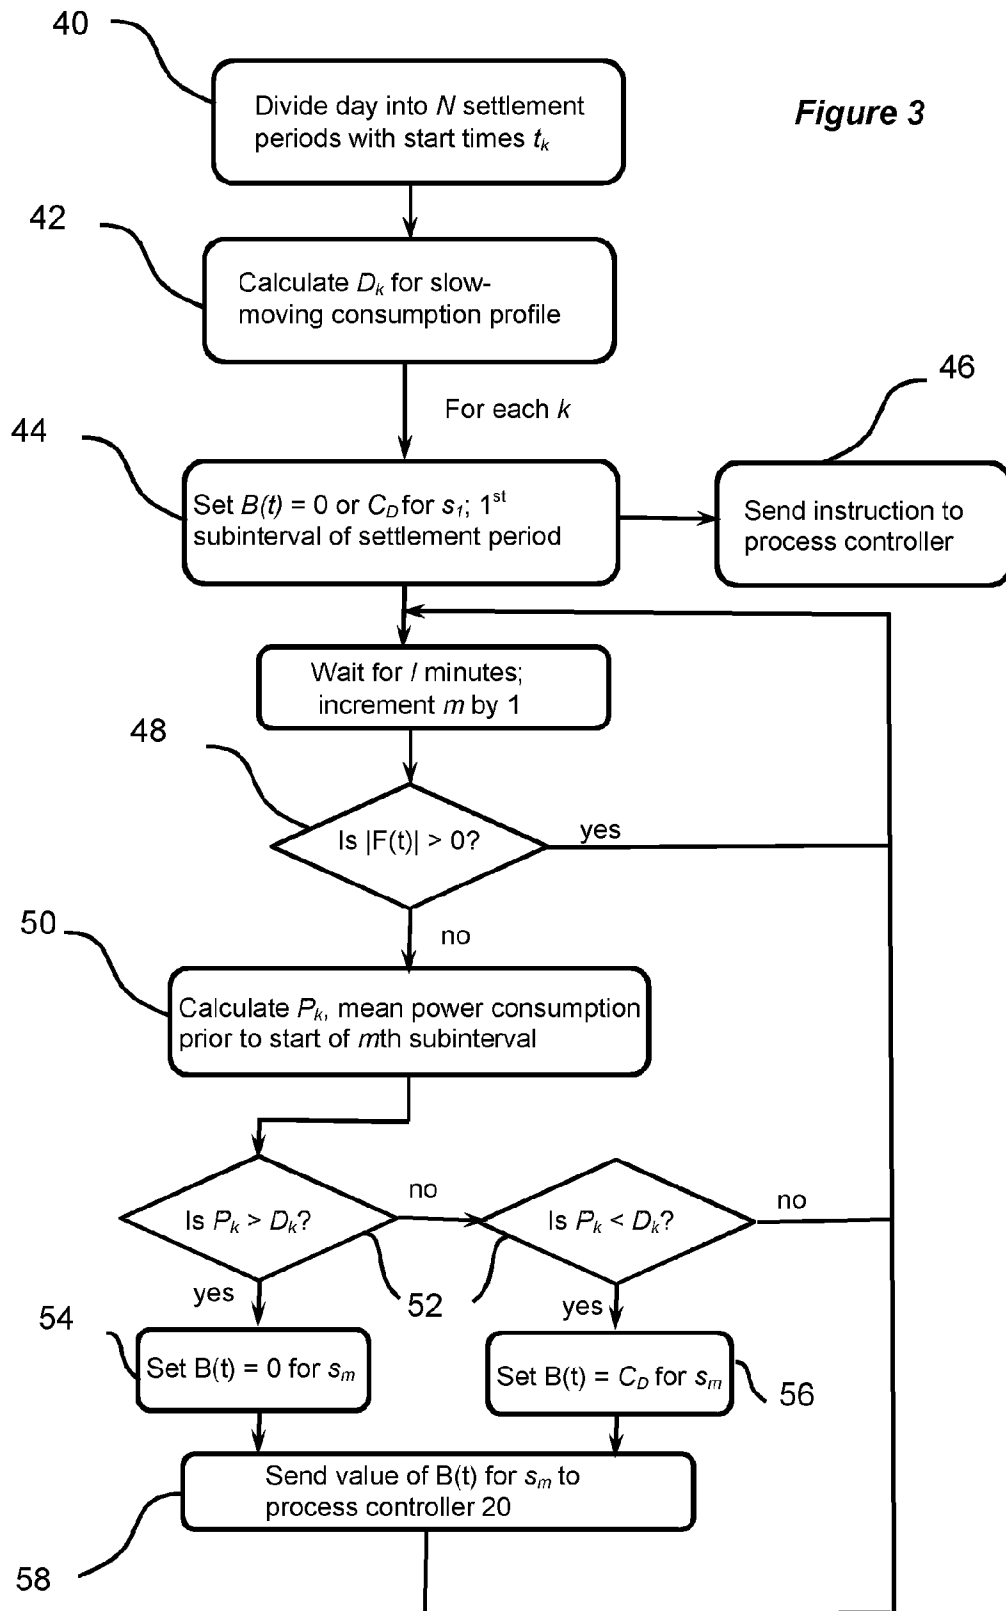 40
Divide day into N settlement
periods with start times tk
Figure 3
42
Calculate Dk for slow-
moving consumption profile
For each k
46
44
Set B(t) = 0 or CD for s1; 1st
subinterval of settlement period
Send instruction to
process controller
Wait for l minutes;
increment m by 1
48
Is |F(t)| > 0?
yes
no
50
Calculate Pk, mean power consumption
prior to start of mth subinterval
Is Pk > Dk?
no
Is Pk < Dk?
no
52
yes
yes
54
Set B(t) = 0 for sm
Set B(t) = CD for sm
56
Send value of B(t) for sm to
process controller 20
58